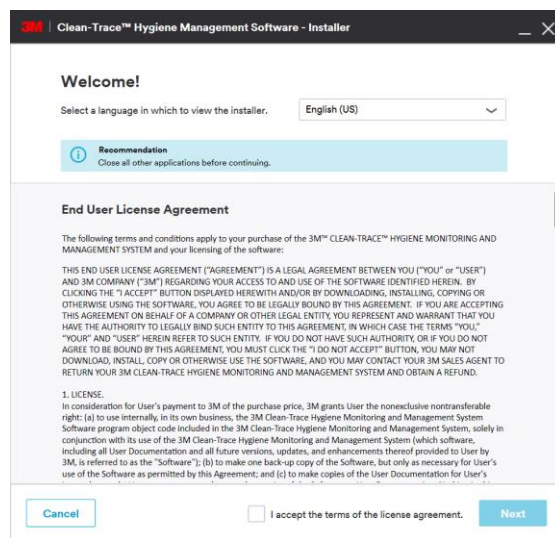 3M | Clean-Trace™ Hygiene Management Software - Installer
Welcome!
Select a language in which to view the installer.
English (US)
Recommendation
Close all other applications before continuing.
End User License Agreement
The following terms and conditions apply to your purchase of the 3M™ CLEAN-TRACE™ HYGIENE MONITORING AND
MANAGEMENT SYSTEM and your licensing of the software:
THIS END USER LICENSE AGREEMENT ("AGREEMENT") IS A LEGAL AGREEMENT BETWEEN YOU ("YOU" or "USER")
AND 3M COMPANY ("3M") REGARDING YOUR ACCESS TO AND USE OF THE SOFTWARE IDENTIFIED HEREIN. BY
CLICKING THE "I ACCEPT" BUTTON DISPLAYED HEREWITH AND/OR BY DOWNLOADING, INSTALLING, COPYING OR
OTHERWISE USING THE SOFTWARE, YOU AGREE TO BE LEGALLY BOUND BY THIS AGREEMENT. IF YOU ARE ACCEPTING
THIS AGREEMENT ON BEHALF OF A COMPANY OR OTHER LEGAL ENTITY, YOU REPRESENT AND WARRANT THAT YOU
HAVE THE AUTHORITY TO LEGALLY BIND SUCH ENTITY TO THIS AGREEMENT, IN WHICH CASE THE TERMS "YOU,"
"YOUR" AND "USER" HEREIN REFER TO SUCH ENTITY. IF YOU DO NOT HAVE SUCH AUTHORITY, OR IF YOU DO NOT
AGREE TO BE BOUND BY THIS AGREEMENT, YOU MUST CLICK THE "I DO NOT ACCEPT" BUTTON, YOU MAY NOT
DOWNLOAD, INSTALL, COPY OR OTHERWISE USE THE SOFTWARE, AND YOU MAY CONTACT YOUR 3M SALES AGENT TO
RETURN YOUR 3M CLEAN-TRACE HYGIENE MONITORING AND MANAGEMENT SYSTEM AND OBTAIN A REFUND.
1. LICENSE.
In consideration for User's payment to 3M of the purchase price, 3M grants User the nonexclusive nontransferable
right: (a) to use internally, in its own business, the 3M Clean-Trace Hygiene Monitoring and Management System
Software program object code included in the 3M Clean-Trace Hygiene Monitoring and Management System, solely in
conjunction with its use of the 3M Clean-Trace Hygiene Monitoring and Management System (which software,
including all User Documentation and all future versions, updates, and enhancements thereof provided to User by
3M, is referred to as the "Software"); (b) to make one back-up copy of the Software, but only as necessary for User's
use of the Software as permitted by this Agreement; and (c) to make copies of the User Documentation for User's
Cancel
I accept the terms of the license agreement.
Next